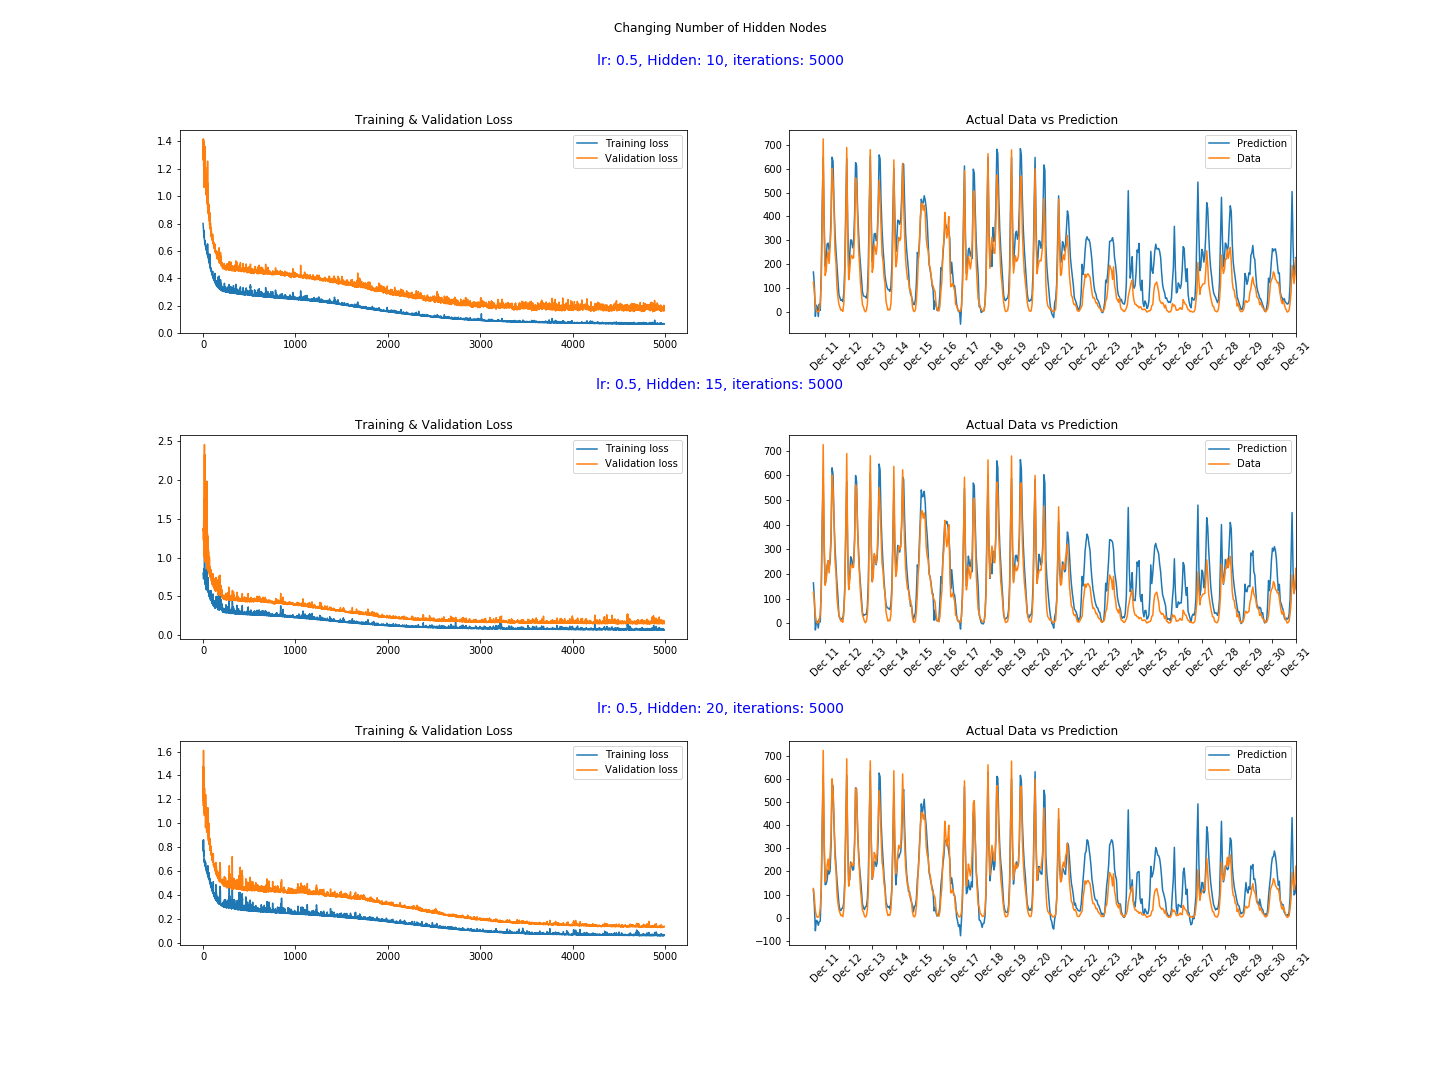 Changing Number of Hidden Nodes
lr: 0.5, Hidden: 10, iterations: 5000
Training & Validation Loss
Training loss
Validation loss
1.4
1.2
1.0
0.8
0.6
0.4
0.2
0.0
0 1000 2000 3000 4000 5000
Actual Data vs Prediction
Prediction
Data
700
600
500
400
300
200
100
0
Dec 11 Dec 12 Dec 13 Dec 14 Dec 15 Dec 16 Dec 17 Dec 18 Dec 19 Dec 20 Dec 21 Dec 22 Dec 23 Dec 24 Dec 25 Dec 26 Dec 27 Dec 28 Dec 29 Dec 30 Dec 31
lr: 0.5, Hidden: 15, iterations: 5000
Training & Validation Loss
Training loss
Validation loss
2.5
2.0
1.5
1.0
0.5
0.0
0 1000 2000 3000 4000 5000
Actual Data vs Prediction
Prediction
Data
700
600
500
400
300
200
100
0
Dec 11 Dec 12 Dec 13 Dec 14 Dec 15 Dec 16 Dec 17 Dec 18 Dec 19 Dec 20 Dec 21 Dec 22 Dec 23 Dec 24 Dec 25 Dec 26 Dec 27 Dec 28 Dec 29 Dec 30 Dec 31
lr: 0.5, Hidden: 20, iterations: 5000
Training & Validation Loss
Training loss
Validation loss
1.6
1.4
1.2
1.0
0.8
0.6
0.4
0.2
0.0
0 1000 2000 3000 4000 5000
Actual Data vs Prediction
Prediction
Data
700
600
500
400
300
200
100
0
−100
Dec 11 Dec 12 Dec 13 Dec 14 Dec 15 Dec 16 Dec 17 Dec 18 Dec 19 Dec 20 Dec 21 Dec 22 Dec 23 Dec 24 Dec 25 Dec 26 Dec 27 Dec 28 Dec 29 Dec 30 Dec 31